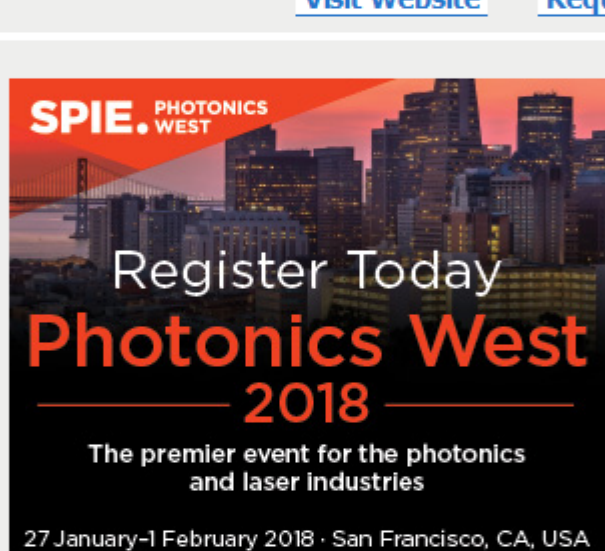 Visit Website Requ
SPIE. PHOTONICS
WEST
Register Today
Photonics West
2018
The premier event for the photonics
and laser industries
27 January–1 February 2018 · San Francisco, CA, USA